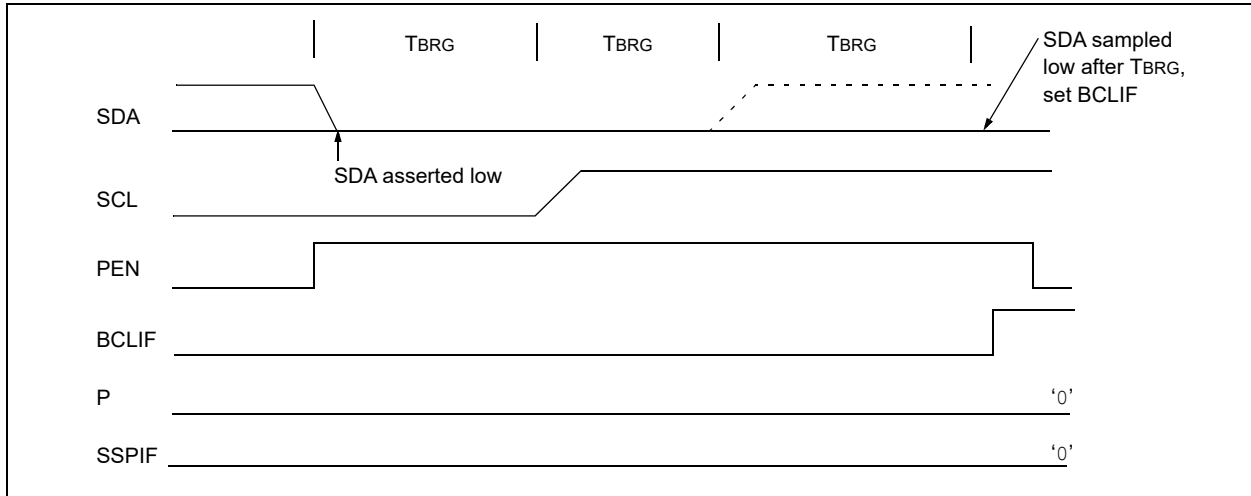 TBRG TBRG TBRG
SDA sampled
low after TBRG,
set BCLIF
SDA
SDA asserted low
SCL
PEN
BCLIF
P
‘0’
SSPIF
‘0’